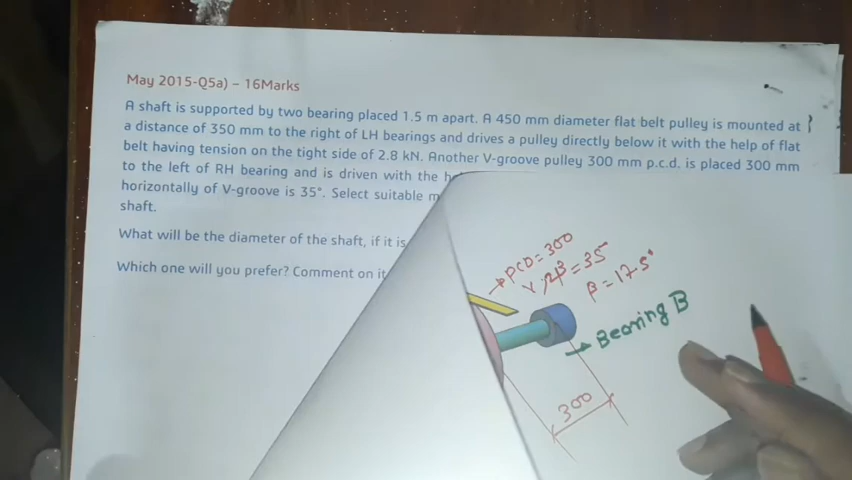 May 2015-Q5a) – 16Marks
A shaft is supported by two bearing placed 1.5 m apart. A 450 mm diameter flat belt pulley is mounted at
a distance of 350 mm to the right of LH bearings and drives a pulley directly below it with the help of flat
belt having tension on the tight side of 2.8 kN. Another V-groove pulley 300 mm p.c.d. is placed 300 mm
to the left of RH bearing and is driven with the
horizontally of V-groove is 35°. Select suitable
shaft.
What will be the diameter of the shaft, if it is
Which one will you prefer? Comment on it
PCD = 300
2β = 35°
β = 17.5°
Bearing B
300